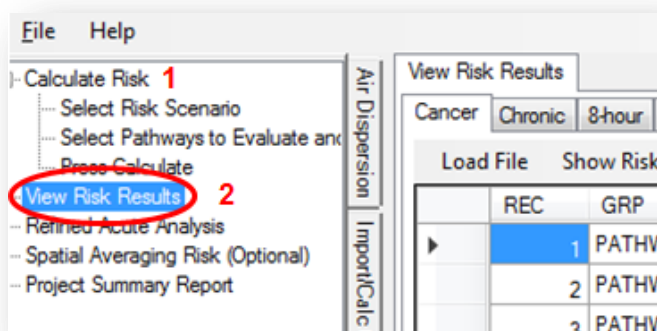 File Help
Calculate Risk 1
Select Risk Scenario
Select Pathways to Evaluate and
Press Calculate
View Risk Results 2
Refined Acute Analysis
Spatial Averaging Risk (Optional)
Project Summary Report
Air Dispersion
Import/Calc
View Risk Results
Cancer Chronic 8-hour
Load File Show Risk
REC GRP
1 PATHW
2 PATHW
3 PATHW